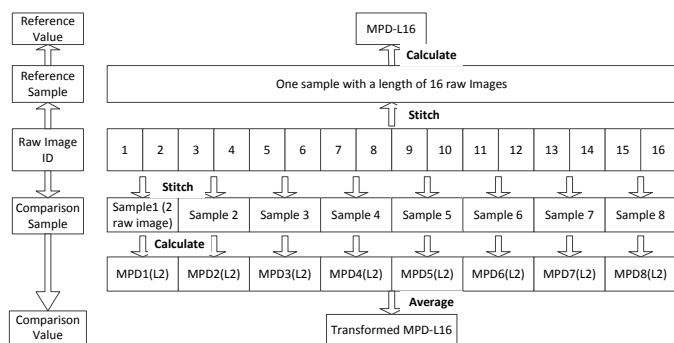 Reference
Value
MPD-L16
Calculate
Reference
Sample
One sample with a length of 16 raw Images
Stitch
Raw Image
ID
1 2 3 4 5 6 7 8 9 10 11 12 13 14 15 16
Stitch
Comparison
Sample
Sample1 (2
raw image)
Sample 2
Sample 3
Sample 4
Sample 5
Sample 6
Sample 7
Sample 8
Calculate
MPD1(L2) MPD2(L2) MPD3(L2) MPD4(L2) MPD5(L2) MPD6(L2) MPD7(L2) MPD8(L2)
Average
Comparison
Value
Transformed MPD-L16